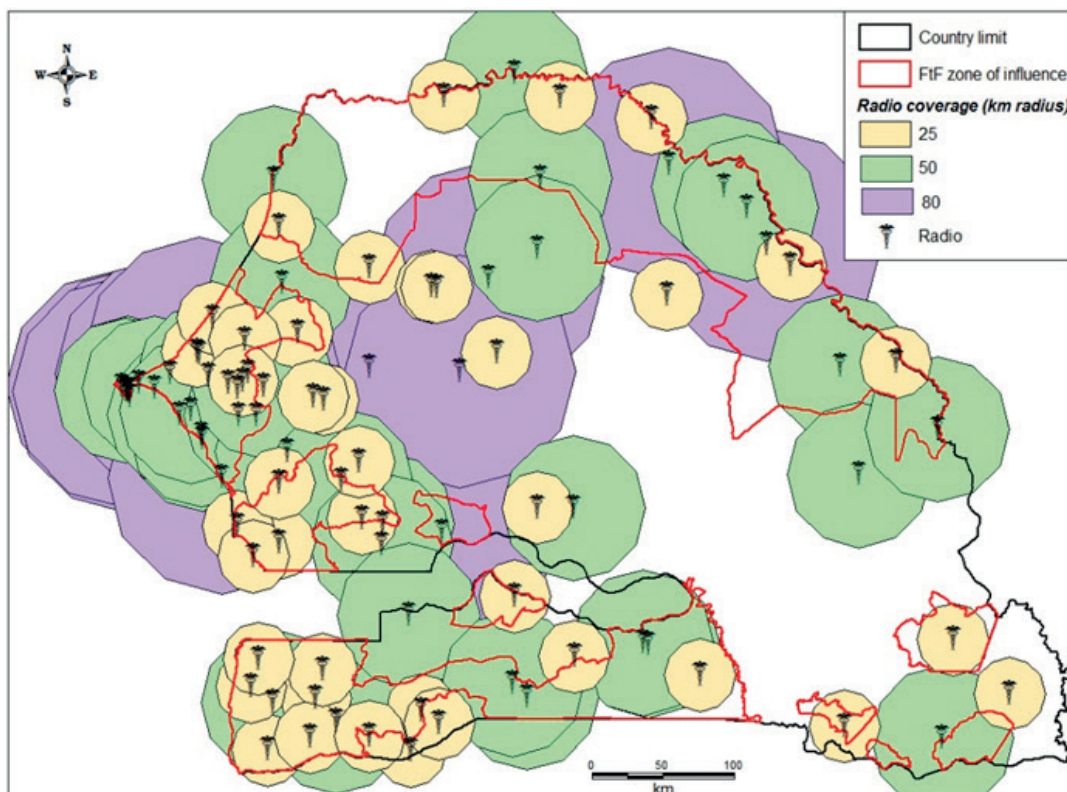 N
W E
S
Country limit
FtF zone of influence
Radio coverage (km radius)
25
50
80
Radio
0 50 100
km